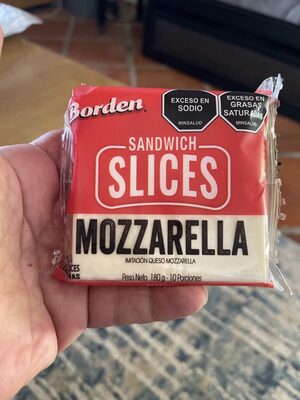 Borden
EXCESO EN
SODIO
MINSALUD
EXCESO EN
GRASAS
SATURADAS
MINSALUD
SANDWICH
SLICES
MOZZARELLA
IMITACIÓN QUESO MOZZARELLA
Peso Neto: 180 g - 10 Porciones